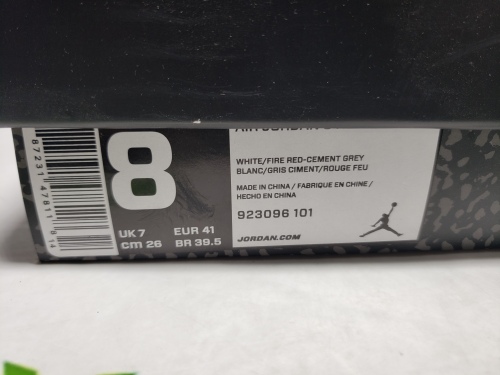 8
UK 7 EUR 41
cm 26 BR 39.5
WHITE/FIRE RED-CEMENT GREY
BLANC/GRIS CIMENT/ROUGE FEU
MADE IN CHINA / FABRIQUE EN CHINE /
HECHO EN CHINA
923096 101
JORDAN.COM